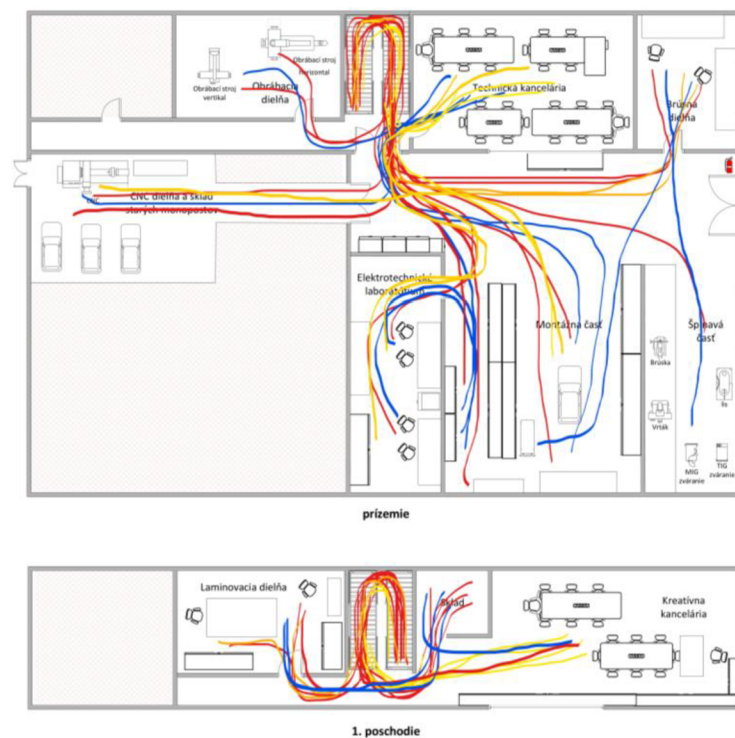 Obrábací stroj
horizontal
Obrábací stroj
vertikal
Obrábacia
dielňa
Technická kancelária
Brúsna
dielňa
CNC dielňa a sklad
starých monopostov
CNC
Elektrotechnické
laboratórium
Montážna časť
Špinavá
časť
Brúska
Vrták
MIG
zváranie
TIG
zváranie
prízemie
Laminovacia dielňa
Sklad
Kreatívna
kancelária
1. poschodie